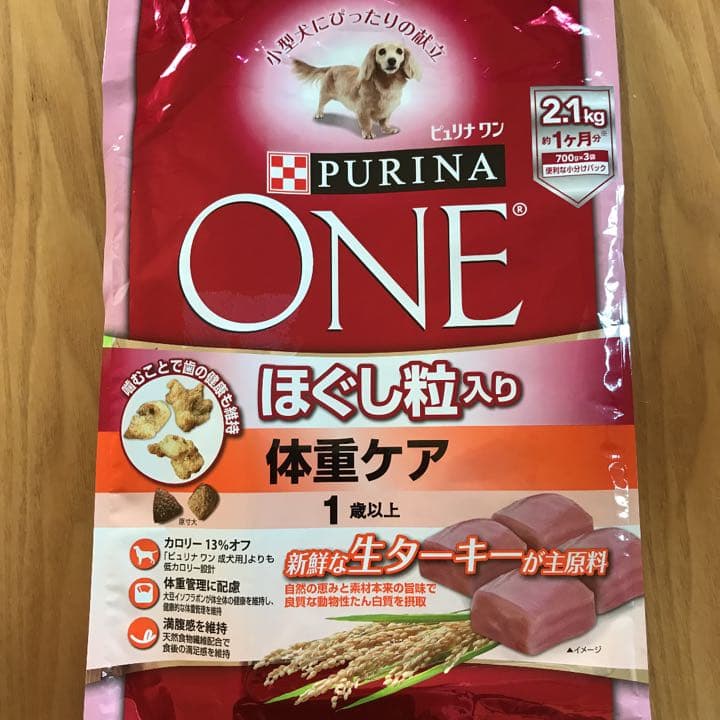 小型犬にぴったりの献立
2.1kg
約1ヶ月分※
700g×3袋
便利な小分けパック
ピュリナ ワン
PURINA
ONE®
噛むことで歯の健康も維持
ほぐし粒入り
体重ケア
1歳以上
原寸大
カロリー 13%オフ
「ピュリナ ワン 成犬用」よりも
低カロリー設計
体重管理に配慮
大豆イソフラボンが体全体の健康を維持し、
健康的な体重管理を維持
満腹感を維持
天然食物繊維配合で
食後の満足感を維持
新鮮な生ターキーが主原料
自然の恵みと素材本来の旨味で
良質な動物性たん白質を摂取
▲イメージ